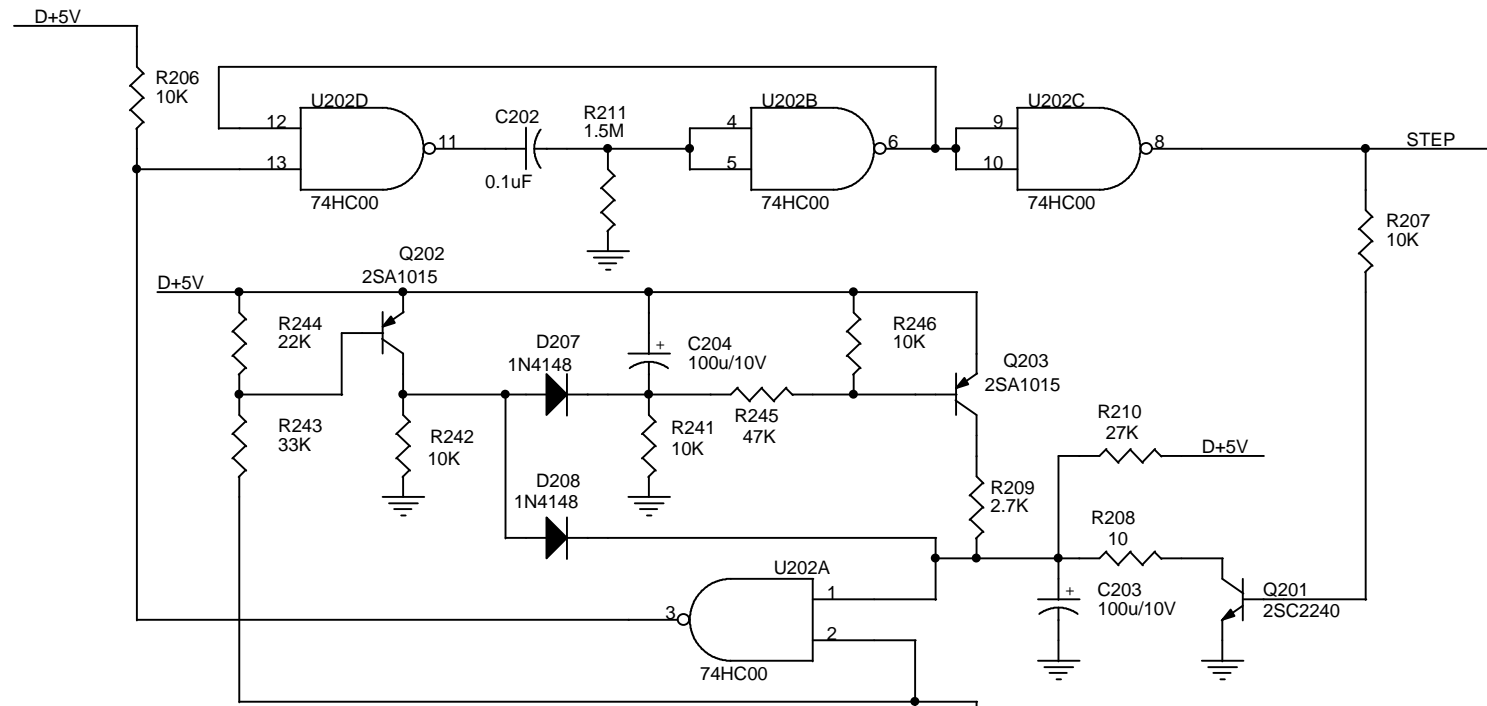 D+5V
R206
10K
U202D
12
13
11
74HC00
C202
0.1uF
R211
1.5M
U202B
4
5
6
74HC00
U202C
9
10
8
74HC00
STEP
R207
10K
D+5V
Q202
2SA1015
R244
22K
R243
33K
R242
10K
D207
1N4148
D208
1N4148
C204
+
100u/10V
R241
10K
R245
47K
R246
10K
Q203
2SA1015
R209
2.7K
R210
27K
D+5V
R208
10
C203
+
100u/10V
Q201
2SC2240
U202A
1
2
3
74HC00